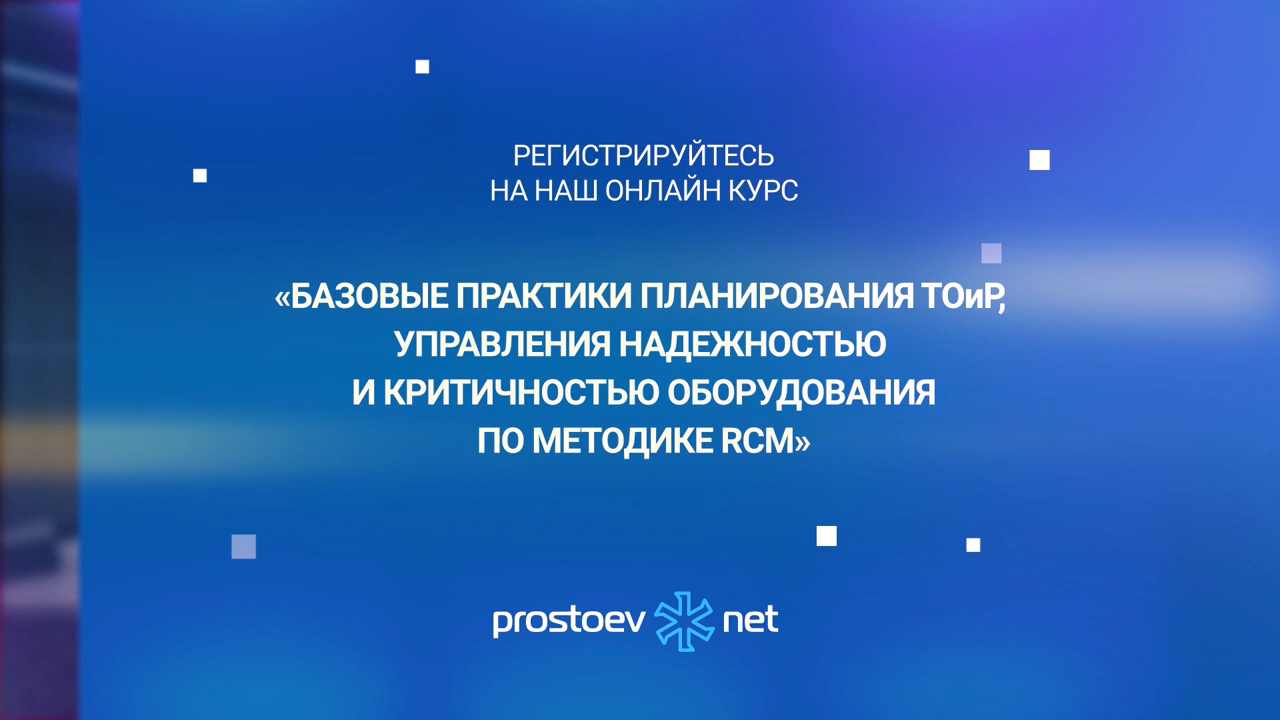 РЕГИСТРИРУЙТЕСЬ
НА НАШ ОНЛАЙН КУРС
«БАЗОВЫЕ ПРАКТИКИ ПЛАНИРОВАНИЯ ТОиР,
УПРАВЛЕНИЯ НАДЕЖНОСТЬЮ
И КРИТИЧНОСТЬЮ ОБОРУДОВАНИЯ
ПО МЕТОДИКЕ RCM»
prostoev net